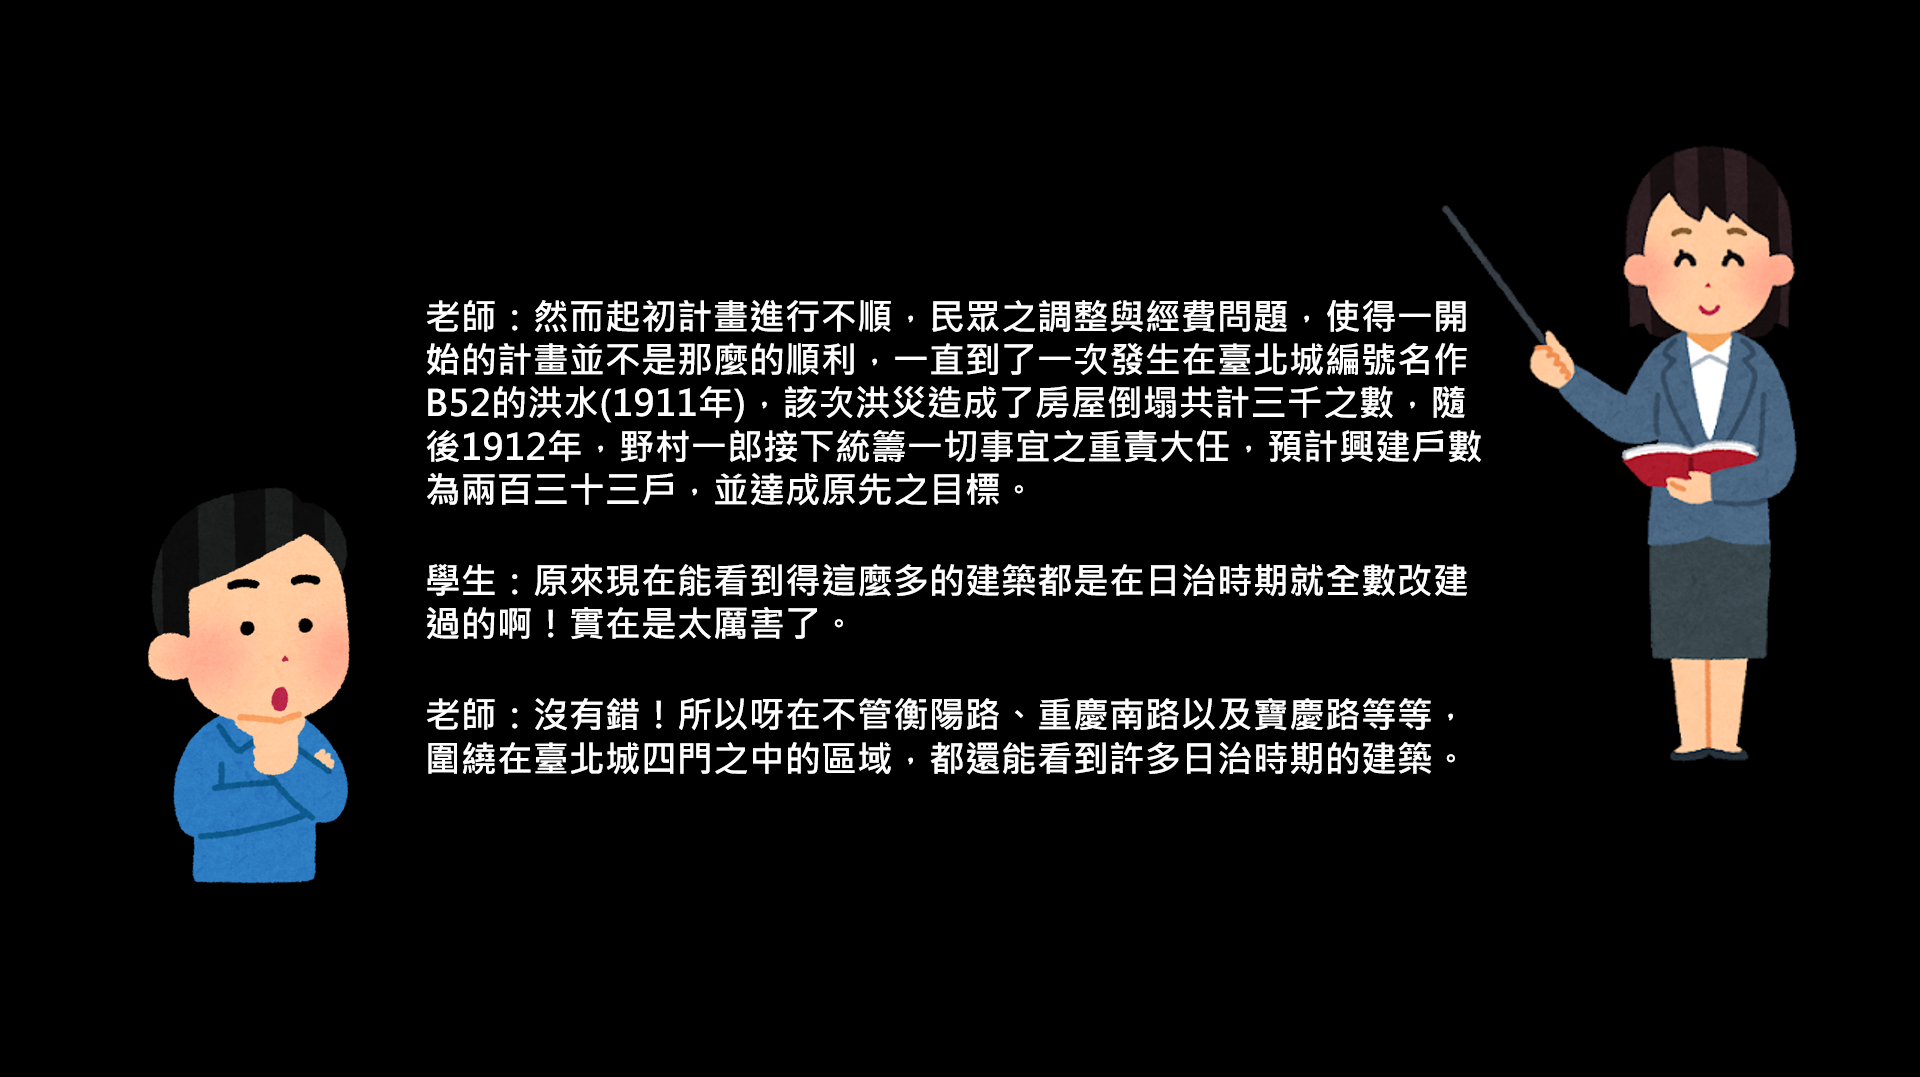 老師：然而起初計畫進行不順，民眾之調整與經費問題，使得一開
始的計畫並不是那麼的順利，一直到了一次發生在臺北城編號名作
B52的洪水(1911年)，該次洪災造成了房屋倒塌共計三千之數，隨
後1912年，野村一郎接下統籌一切事宜之重責大任，預計興建戶數
為兩百三十三戶，並達成原先之目標。
學生：原來現在能看到得這麼多的建築都是在日治時期就全數改建
過的啊！實在是太厲害了。
老師：沒有錯！所以呀在不管衡陽路、重慶南路以及寶慶路等等，
圍繞在臺北城四門之中的區域，都還能看到許多日治時期的建築。